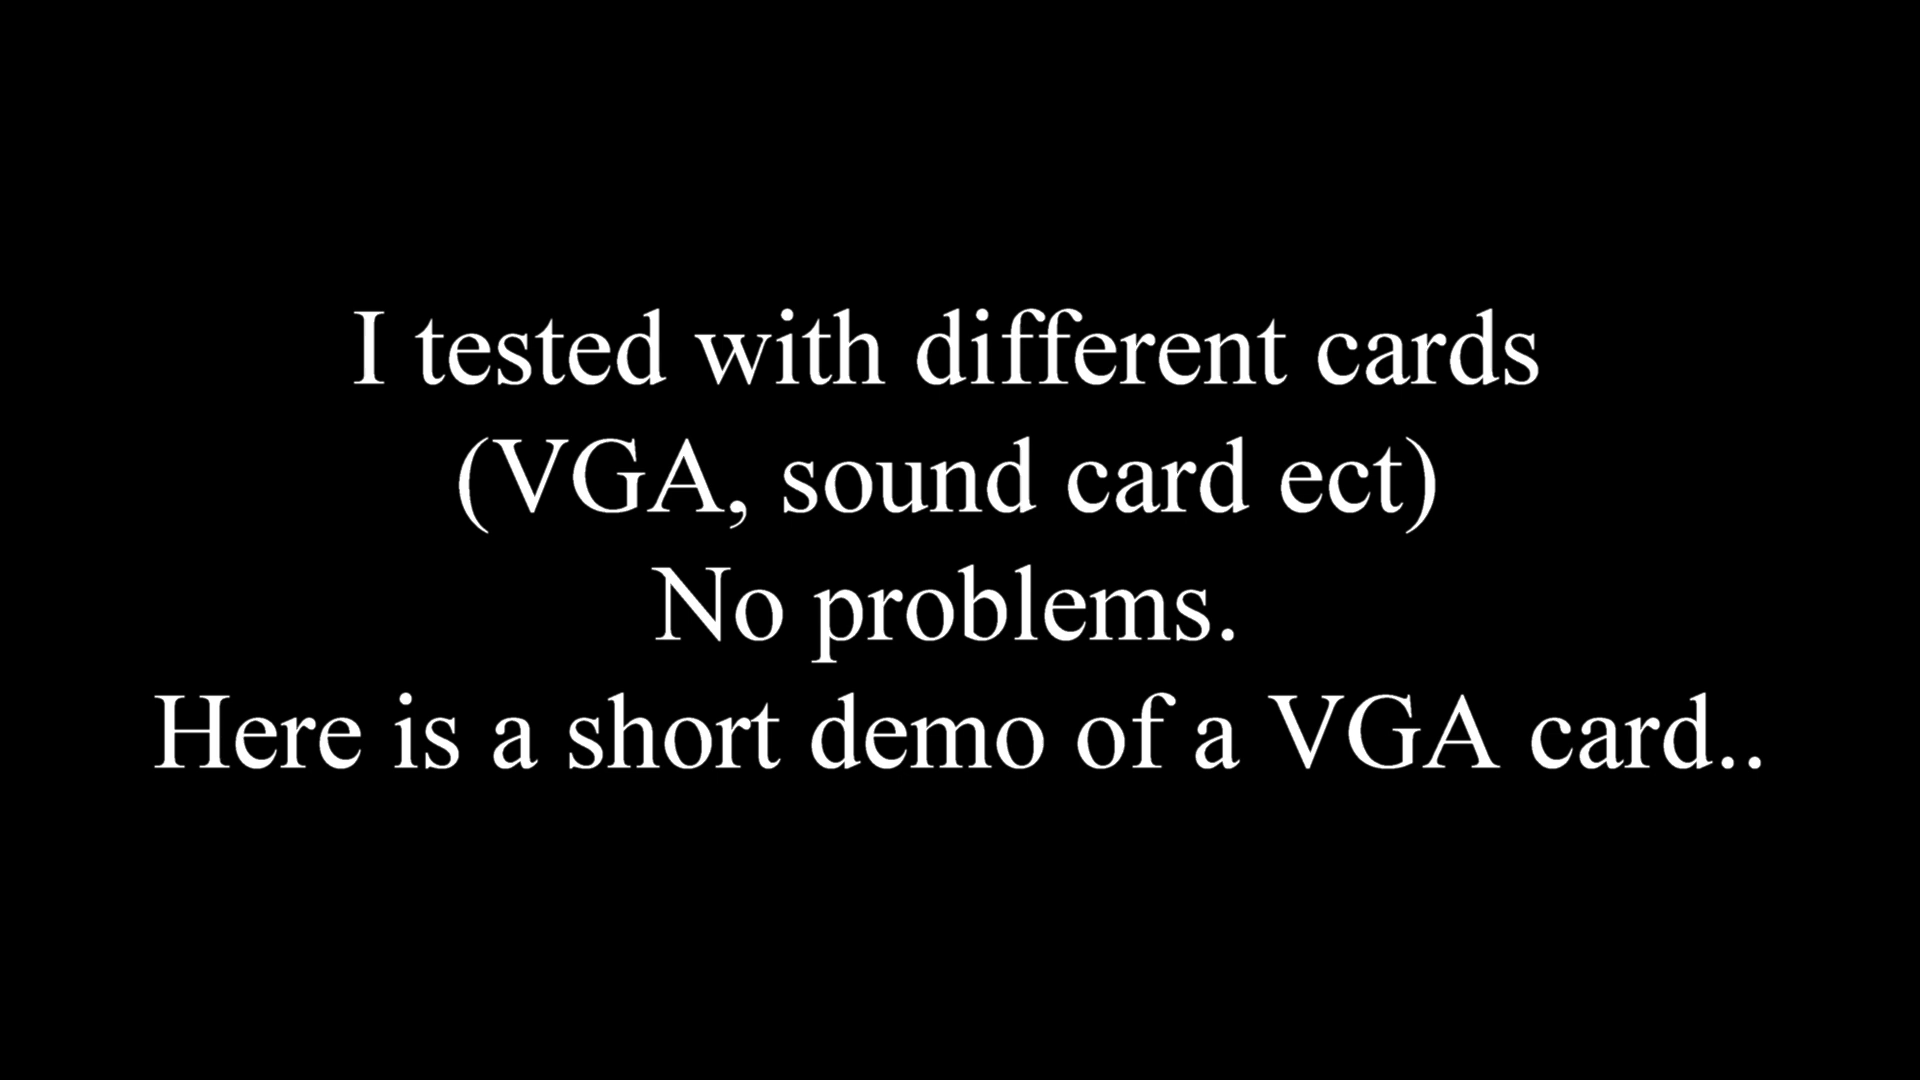 I tested with different cards
(VGA, sound card ect)
No problems.
Here is a short demo of a VGA card..